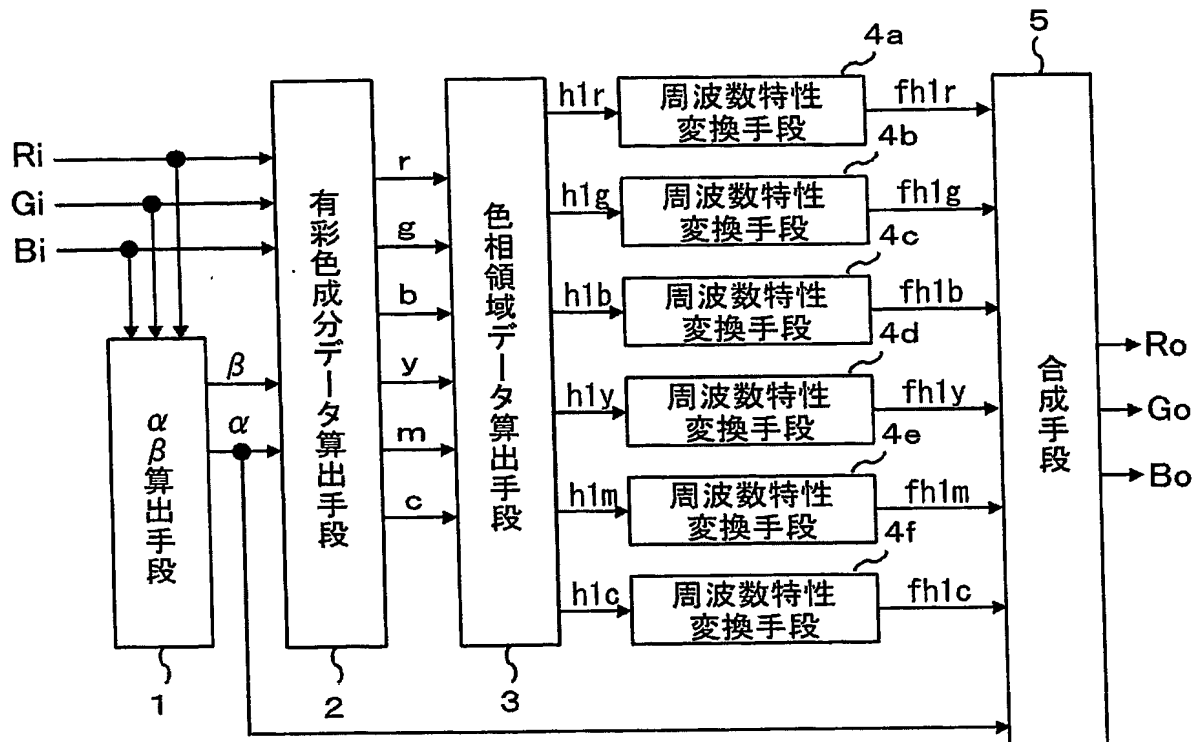 5
4a
周波数特性
変換手段
h1r
fh1r
4b
Ri
Gi
Bi
有彩色成分データ算出手段
r
g
b
y
m
c
色相領域データ算出手段
h1g
周波数特性
変換手段
fh1g
4c
h1b
周波数特性
変換手段
fh1b
4d
h1y
周波数特性
変換手段
fh1y
4e
h1m
周波数特性
変換手段
fh1m
4f
h1c
周波数特性
変換手段
fh1c
合成手段
Ro
Go
Bo
αβ算出手段
β
α
1
2
3